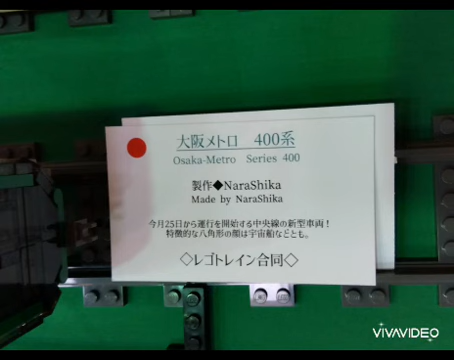 大阪メトロ 400系
Osaka-Metro Series 400
製作◆NaraShika
Made by NaraShika
今月25日から運行を開始する中央線の新型車両！
特徴的な八角形の顔は宇宙船などとも。
◇レゴトレイン合同◇
VIVAVIDEO